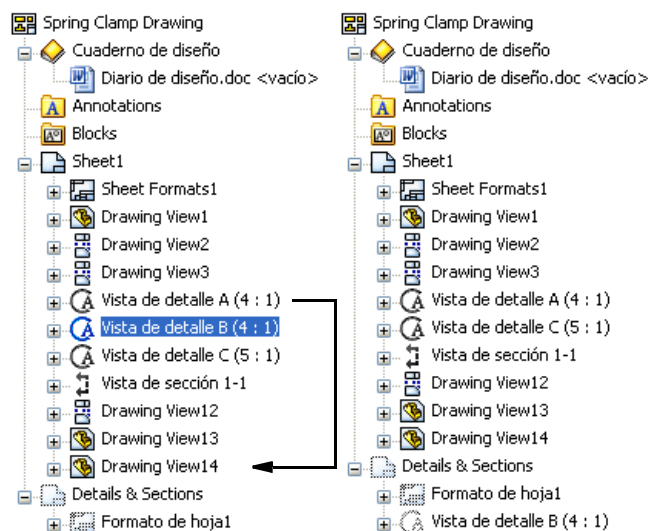 Spring Clamp Drawing
Cuaderno de diseño
Diario de diseño.doc <vacío>
Annotations
Blocks
Sheet1
Sheet Formats1
Drawing View1
Drawing View2
Drawing View3
Vista de detalle A (4 : 1)
Vista de detalle B (4 : 1)
Vista de detalle C (5 : 1)
Vista de sección 1-1
Drawing View12
Drawing View13
Drawing View14
Details & Sections
Formato de hoja1
Spring Clamp Drawing
Cuaderno de diseño
Diario de diseño.doc <vacío>
Annotations
Blocks
Sheet1
Sheet Formats1
Drawing View1
Drawing View2
Drawing View3
Vista de detalle A (4 : 1)
Vista de detalle C (5 : 1)
Vista de sección 1-1
Drawing View12
Drawing View13
Drawing View14
Details & Sections
Formato de hoja1
Vista de detalle B (4 : 1)